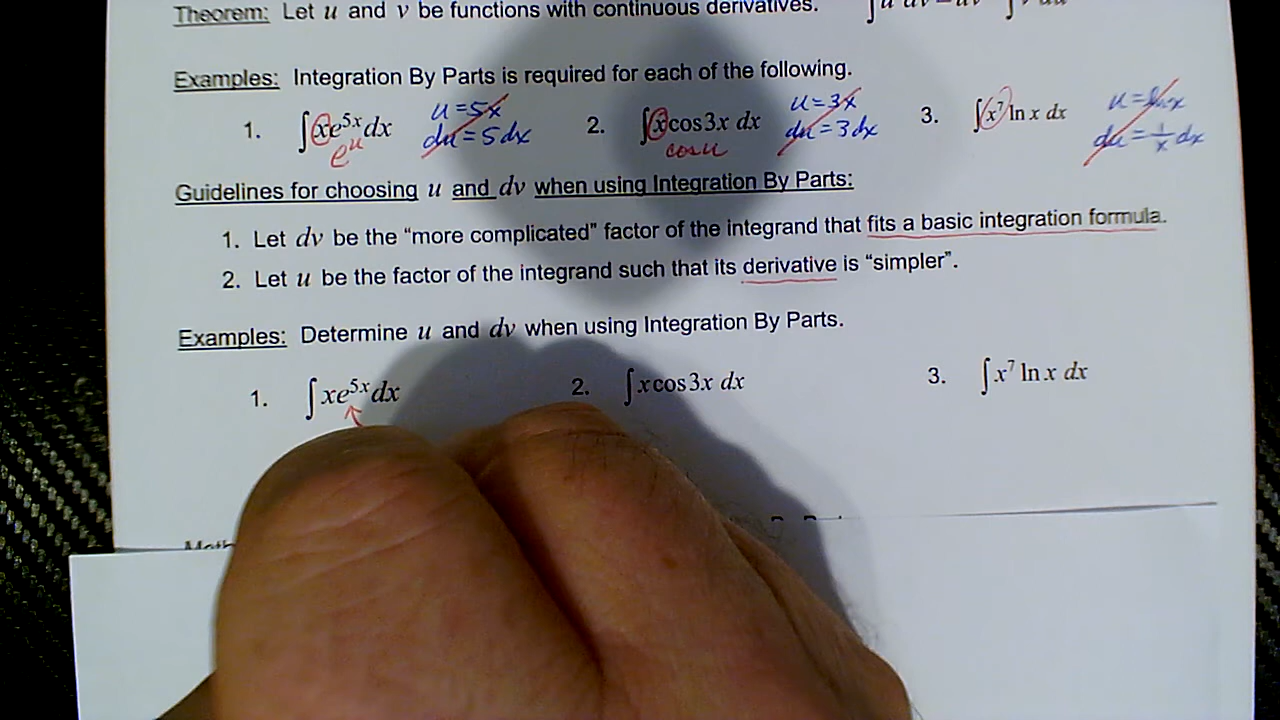 Theorem: Let u and v be functions with continuous derivatives. ∫u dv = uv
Examples: Integration By Parts is required for each of the following.
1. ∫xe^{5x}dx u=5x 2. ∫x cos3x dx u=3x 3. ∫x^7 ln x dx u=ln x
e^u du=5dx cos u du=3dx du=1/x dx
Guidelines for choosing u and dv when using Integration By Parts:
1. Let dv be the “more complicated” factor of the integrand that fits a basic integration formula.
2. Let u be the factor of the integrand such that its derivative is “simpler”.
Examples: Determine u and dv when using Integration By Parts.
1. ∫xe^{5x}dx 2. ∫x cos3x dx 3. ∫x^7 ln x dx